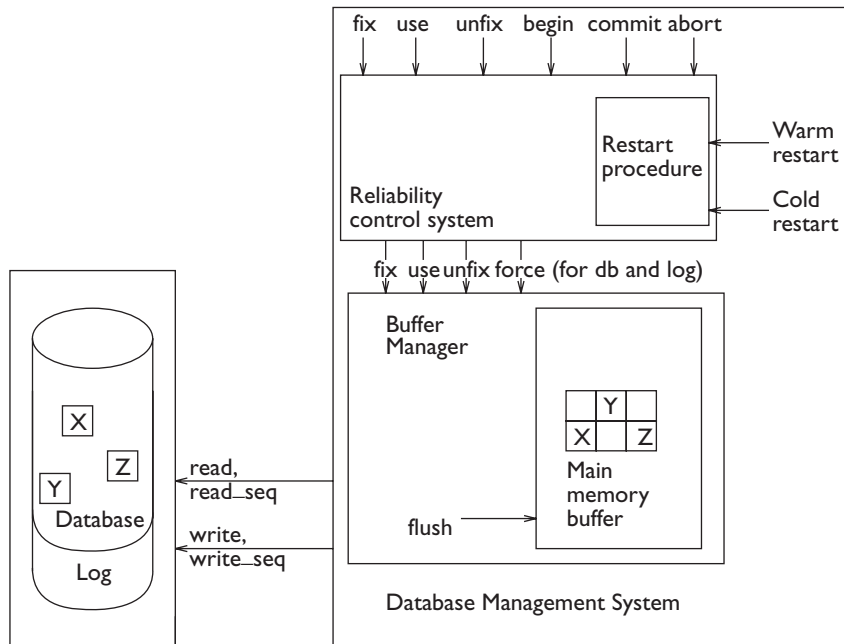 fix use unfix begin commit abort
Restart
procedure
Warm
restart
Cold
restart
Reliability
control system
fix use unfix force (for db and log)
Buffer
Manager
Y
X Z
Main
memory
buffer
flush
X
Z
Y
Database
Log
read,
read_seq
write,
write_seq
Database Management System